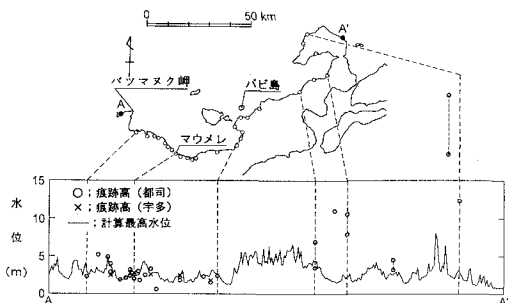 0 50 km
A'
バツマヌク岬
バビ島
A
マウメレ
15
○；痕跡高（都司）
水 10 ×；痕跡高（宇多）
位 ――；計算最高水位
5
(m)
0
A A'